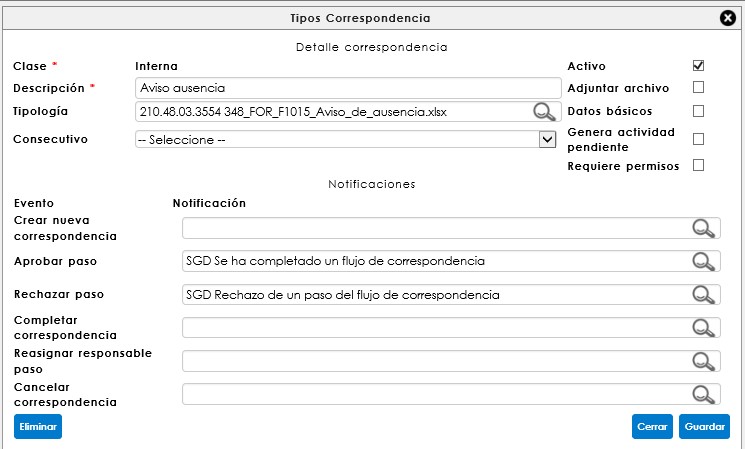 Tipos Correspondencia
Detalle correspondencia
Clase * Interna Activo
Descripción * Aviso ausencia Adjuntar archivo
Tipología 210.48.03.3554 348_FOR_F1015_Aviso_de_ausencia.xlsx Datos básicos
Consecutivo -- Seleccione -- Genera actividad
pendiente
Requiere permisos
Notificaciones
Evento Notificación
Crear nueva
correspondencia
Aprobar paso SGD Se ha completado un flujo de correspondencia
Rechazar paso SGD Rechazo de un paso del flujo de correspondencia
Completar
correspondencia
Reasignar responsable
paso
Cancelar
correspondencia
Eliminar Cerrar Guardar